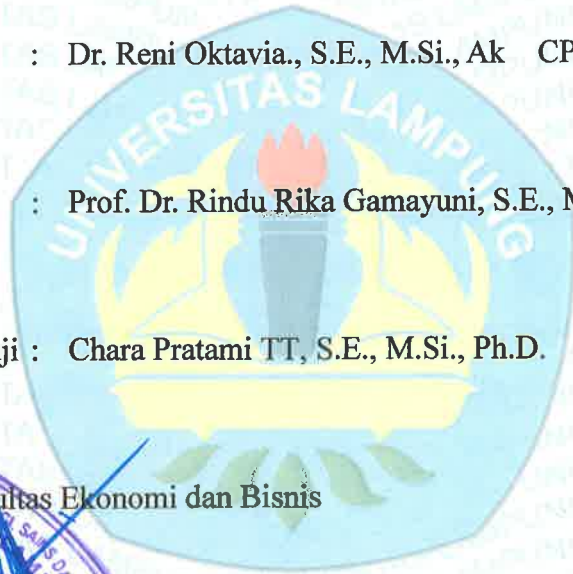 : Dr. Reni Oktavia., S.E., M.Si., Ak CP
UNIVERSITAS LAMPUNG
: Prof. Dr. Rindu Rika Gamayuni, S.E., M
ji : Chara Pratami TT, S.E., M.Si., Ph.D.
ultas Ekonomi dan Bisnis